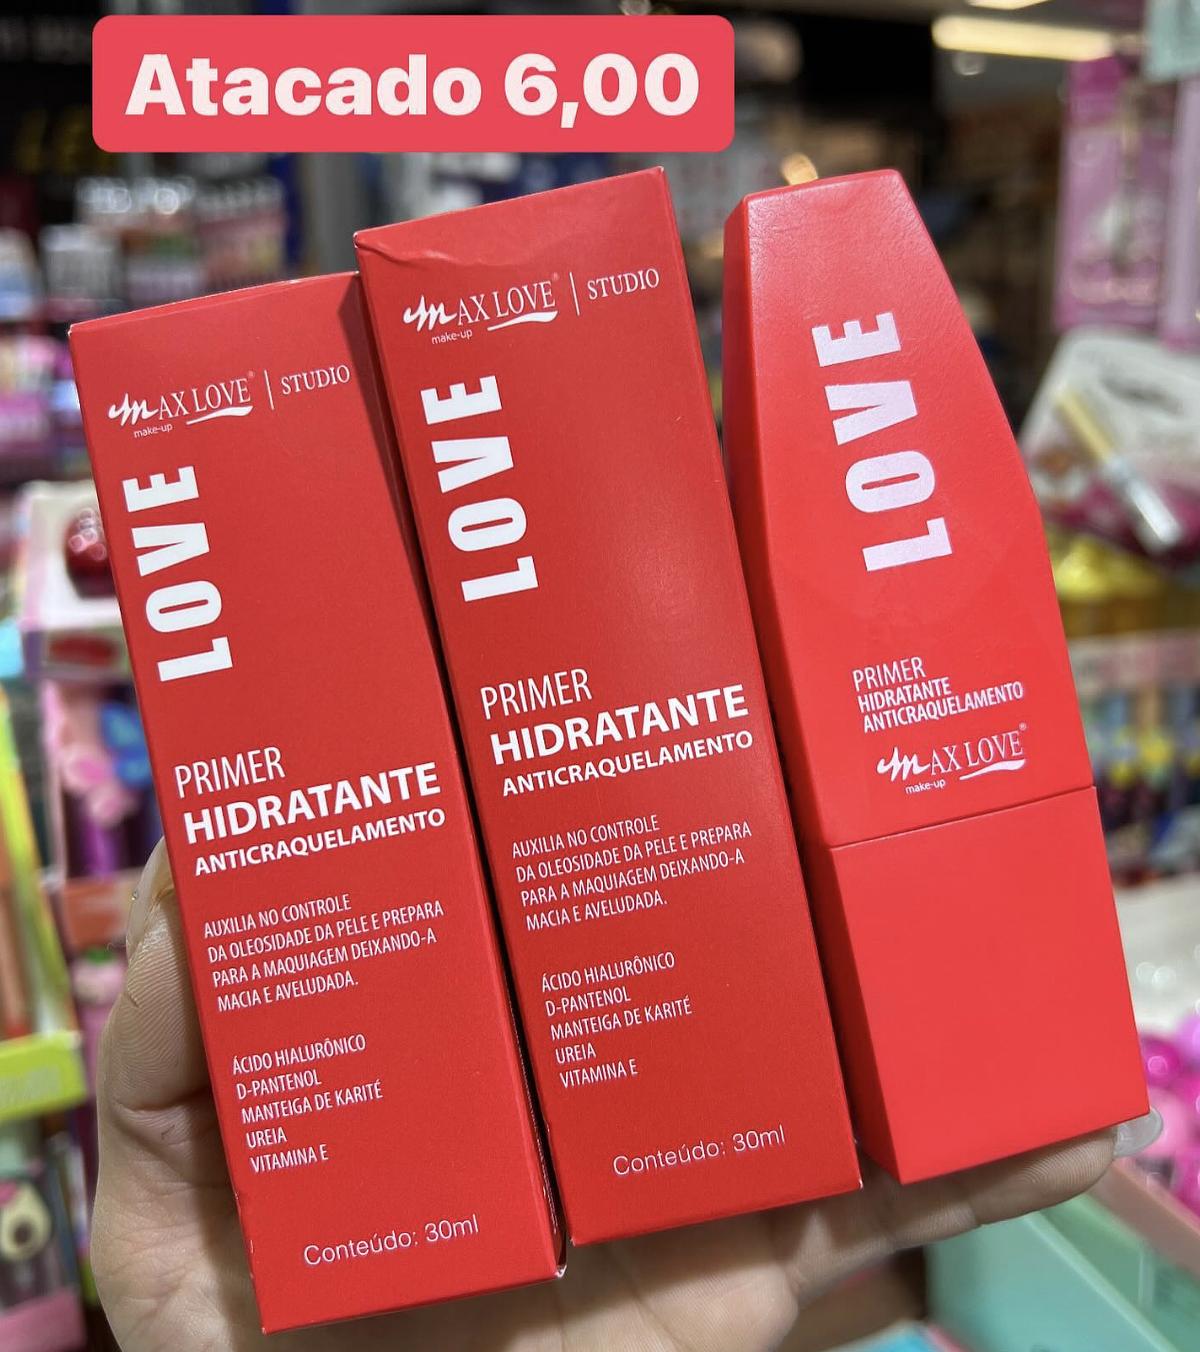 Atacado 6,00
MAX LOVE® | STUDIO
make-up
LOVE
PRIMER
HIDRATANTE
ANTICRAQUELAMENTO
AUXILIA NO CONTROLE
DA OLEOSIDADE DA PELE E PREPARA
PARA A MAQUIAGEM DEIXANDO-A
MACIA E AVELUDADA.
ÁCIDO HIALURÔNICO
D-PANTENOL
MANTEIGA DE KARITÉ
UREIA
VITAMINA E
Conteúdo: 30ml
MAX LOVE® | STUDIO
make-up
LOVE
PRIMER
HIDRATANTE
ANTICRAQUELAMENTO
AUXILIA NO CONTROLE
DA OLEOSIDADE DA PELE E PREPARA
PARA A MAQUIAGEM DEIXANDO-A
MACIA E AVELUDADA.
ÁCIDO HIALURÔNICO
D-PANTENOL
MANTEIGA DE KARITÉ
UREIA
VITAMINA E
Conteúdo: 30ml
LOVE
PRIMER
HIDRATANTE
ANTICRAQUELAMENTO
MAX LOVE®
make-up